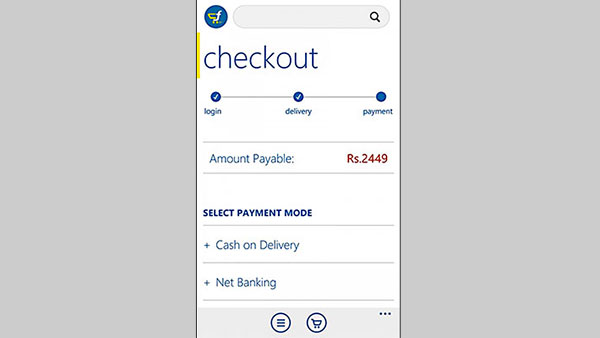 checkout
login delivery payment
Amount Payable: Rs.2449
SELECT PAYMENT MODE
+ Cash on Delivery
+ Net Banking